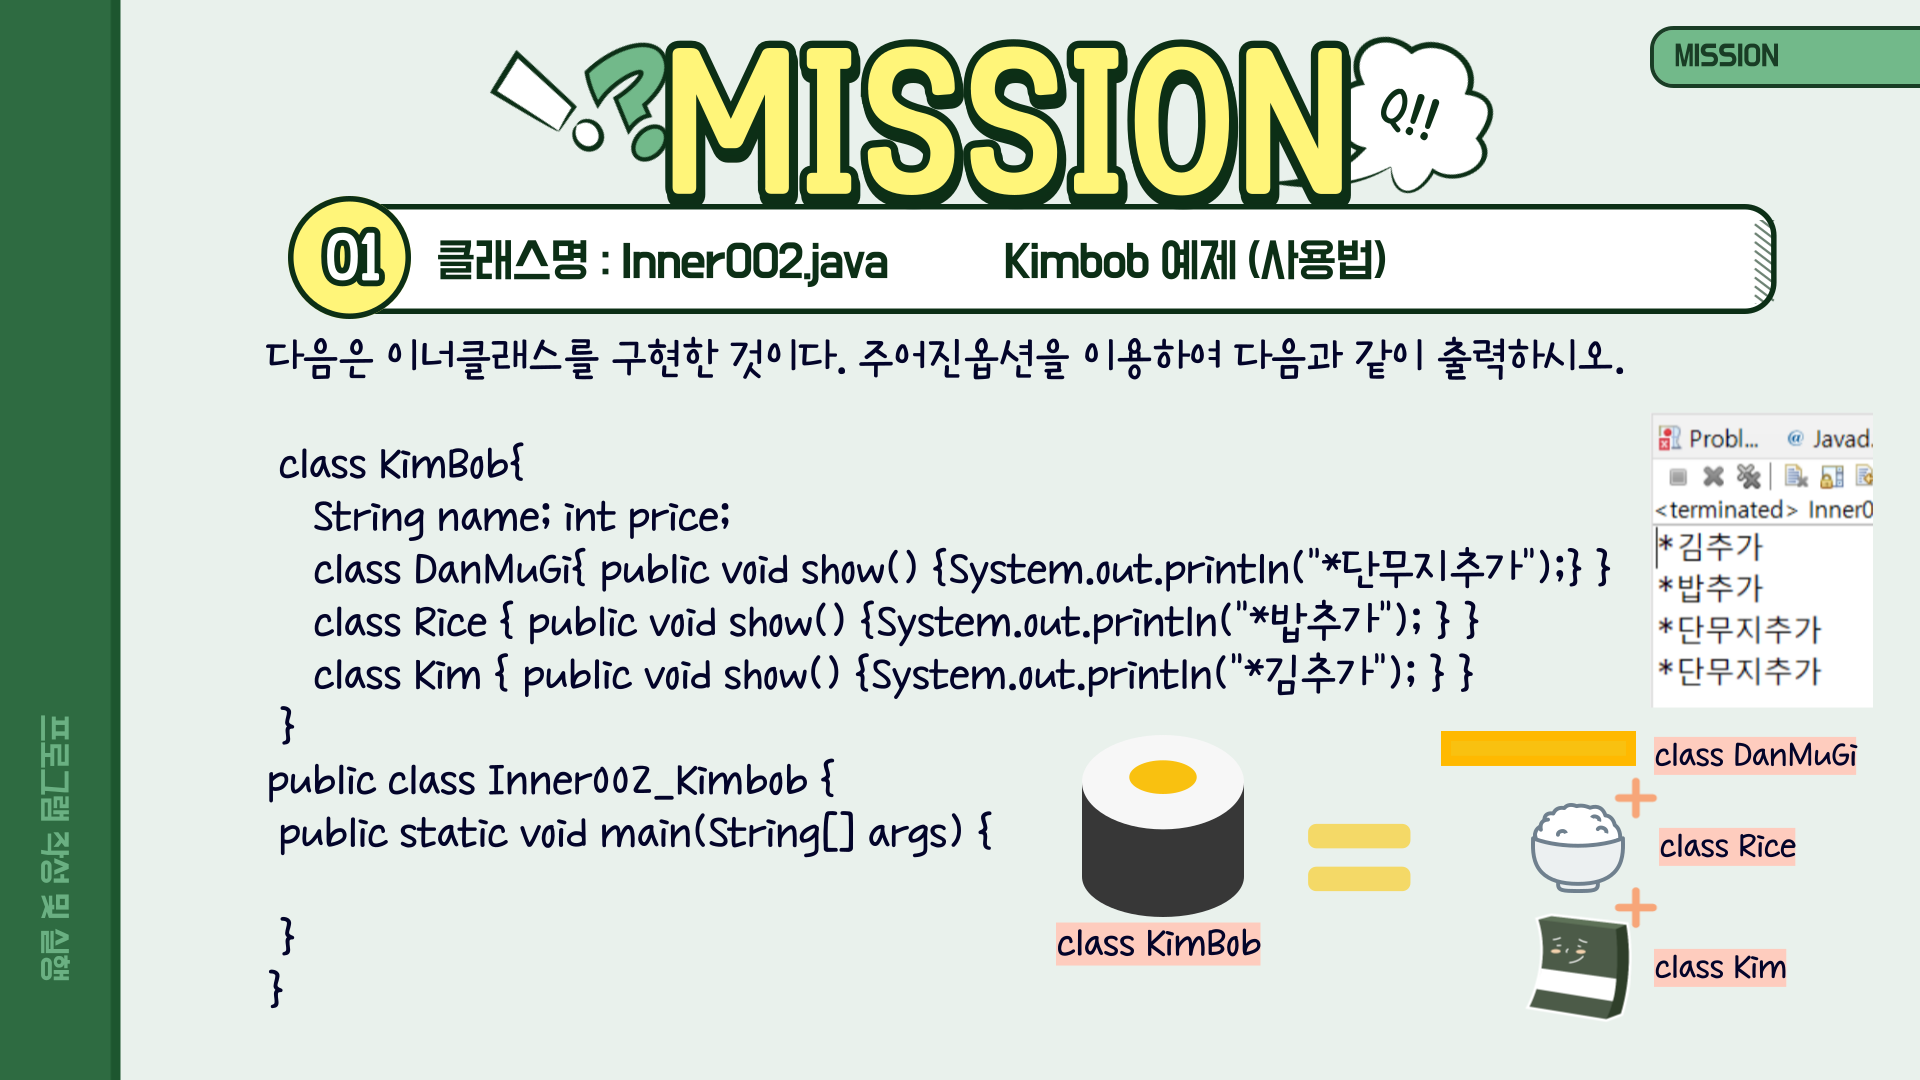 MISSION
!?MISSION
Q!!
01 클래스명 : Inner002.java Kimbob 예제 (사용법)
다음은 이너클래스를 구현한 것이다. 주어진옵션을 이용하여 다음과 같이 출력하시오.
class KimBob{
String name; int price;
class DanMuGi{ public void show() {System.out.println("*단무지추가");} }
class Rice { public void show() {System.out.println("*밥추가"); } }
class Kim { public void show() {System.out.println("*김추가"); } }
}
public class Inner002_Kimbob {
public static void main(String[] args) {
}
}
Probl... @ Javad.
<terminated> Inner0
*김추가
*밥추가
*단무지추가
*단무지추가
class KimBob
class DanMuGi
class Rice
class Kim
프로그램 작성 및 실행